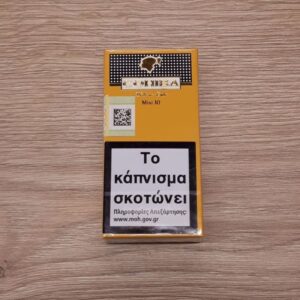 COHIBA
Mini 10
Το
κάπνισμα
σκοτώνει
Πληροφορίες Απεξάρτησης:
www.moh.gov.gr